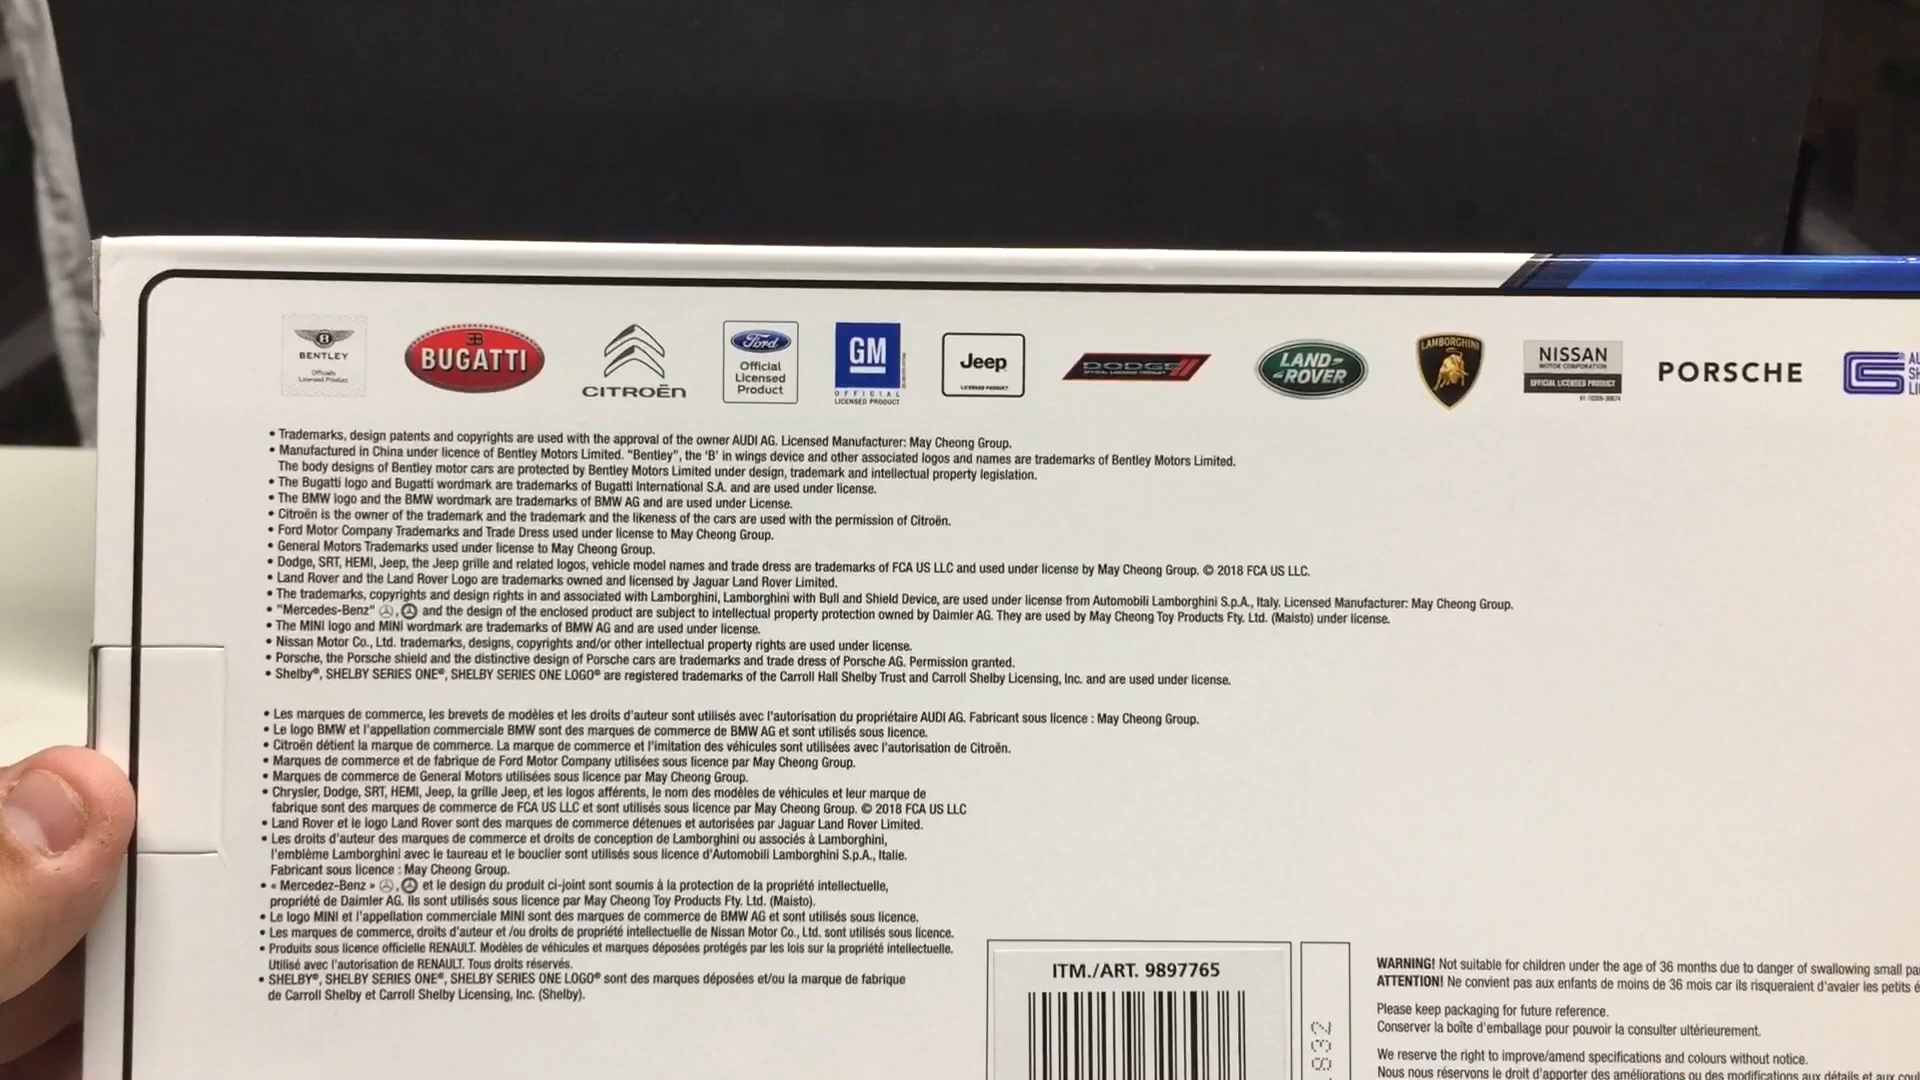 BENTLEY
Officially
Licensed Product
BUGATTI
CITROËN
Ford
Official
Licensed
Product
GM
OFFICIAL
LICENSED PRODUCT
Jeep
LICENSED PRODUCT
DODGE
LAND-
ROVER
LAMBORGHINI
NISSAN
MOTOR CORPORATION
OFFICIAL LICENSED PRODUCT
PORSCHE
• Trademarks, design patents and copyrights are used with the approval of the owner AUDI AG. Licensed Manufacturer: May Cheong Group.
• Manufactured in China under licence of Bentley Motors Limited. "Bentley", the 'B' in wings device and other associated logos and names are trademarks of Bentley Motors Limited.
The body designs of Bentley motor cars are protected by Bentley Motors Limited under design, trademark and intellectual property legislation.
• The Bugatti logo and Bugatti wordmark are trademarks of Bugatti International S.A. and are used under license.
• The BMW logo and the BMW wordmark are trademarks of BMW AG and are used under License.
• Citroën is the owner of the trademark and the trademark and the likeness of the cars are used with the permission of Citroën.
• Ford Motor Company Trademarks and Trade Dress used under license to May Cheong Group.
• General Motors Trademarks used under license to May Cheong Group.
• Dodge, SRT, HEMI, Jeep, the Jeep grille and related logos, vehicle model names and trade dress are trademarks of FCA US LLC and used under license by May Cheong Group. © 2018 FCA US LLC.
• Land Rover and the Land Rover Logo are trademarks owned and licensed by Jaguar Land Rover Limited.
• The trademarks, copyrights and design rights in and associated with Lamborghini, Lamborghini with Bull and Shield Device, are used under license from Automobili Lamborghini S.p.A., Italy. Licensed Manufacturer: May Cheong Group.
• "Mercedes-Benz" , and the design of the enclosed product are subject to intellectual property protection owned by Daimler AG. They are used by May Cheong Toy Products Fty. Ltd. (Maisto) under license.
• The MINI logo and MINI wordmark are trademarks of BMW AG and are used under license.
• Nissan Motor Co., Ltd. trademarks, designs, copyrights and/or other intellectual property rights are used under license.
• Porsche, the Porsche shield and the distinctive design of Porsche cars are trademarks and trade dress of Porsche AG. Permission granted.
• Shelby®, SHELBY SERIES ONE®, SHELBY SERIES ONE LOGO® are registered trademarks of the Carroll Hall Shelby Trust and Carroll Shelby Licensing, Inc. and are used under license.
• Les marques de commerce, les brevets de modèles et les droits d'auteur sont utilisés avec l'autorisation du propriétaire AUDI AG. Fabricant sous licence : May Cheong Group.
• Le logo BMW et l'appellation commerciale BMW sont des marques de commerce de BMW AG et sont utilisés sous licence.
• Citroën détient la marque de commerce. La marque de commerce et l'imitation des véhicules sont utilisées avec l'autorisation de Citroën.
• Marques de commerce et de fabrique de Ford Motor Company utilisées sous licence par May Cheong Group.
• Marques de commerce de General Motors utilisées sous licence par May Cheong Group.
• Chrysler, Dodge, SRT, HEMI, Jeep, la grille Jeep, et les logos afférents, le nom des modèles de véhicules et leur marque de
fabrique sont des marques de commerce de FCA US LLC et sont utilisés sous licence par May Cheong Group. © 2018 FCA US LLC
• Land Rover et le logo Land Rover sont des marques de commerce détenues et autorisées par Jaguar Land Rover Limited.
• Les droits d'auteur des marques de commerce et droits de conception de Lamborghini ou associés à Lamborghini,
l'emblème Lamborghini avec le taureau et le bouclier sont utilisés sous licence d'Automobili Lamborghini S.p.A., Italie.
Fabricant sous licence : May Cheong Group.
• « Mercedez-Benz » , et le design du produit ci-joint sont soumis à la protection de la propriété intellectuelle,
propriété de Daimler AG. Ils sont utilisés sous licence par May Cheong Toy Products Fty. Ltd. (Maisto).
• Le logo MINI et l'appellation commerciale MINI sont des marques de commerce de BMW AG et sont utilisés sous licence.
• Les marques de commerce, droits d'auteur et /ou droits de propriété intellectuelle de Nissan Motor Co., Ltd. sont utilisés sous licence.
• Produits sous licence officielle RENAULT. Modèles de véhicules et marques déposées protégés par les lois sur la propriété intellectuelle.
Utilisé avec l'autorisation de RENAULT. Tous droits réservés.
• SHELBY®, SHELBY SERIES ONE®, SHELBY SERIES ONE LOGO® sont des marques déposées et/ou la marque de fabrique
de Carroll Shelby et Carroll Shelby Licensing, Inc. (Shelby).
ITM./ART. 9897765
832
WARNING! Not suitable for children under the age of 36 months due to danger of swallowing small pa
ATTENTION! Ne convient pas aux enfants de moins de 36 mois car ils risqueraient d'avaler les petits é
Please keep packaging for future reference.
Conserver la boîte d'emballage pour pouvoir la consulter ultérieurement.
We reserve the right to improve/amend specifications and colours without notice.
Nous nous réservons le droit d'apporter des améliorations ou des modifications aux détails et aux coul